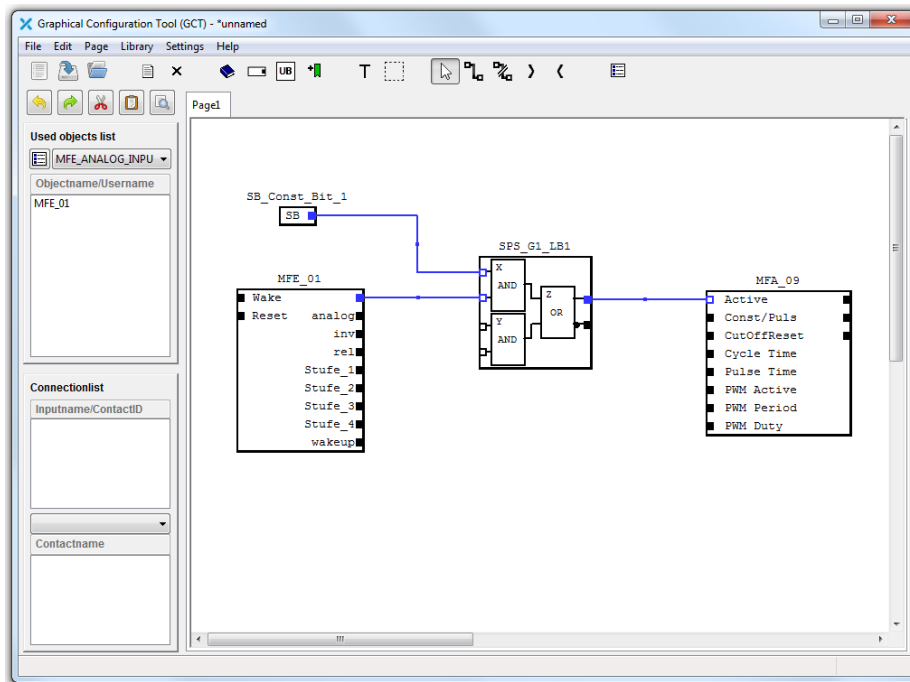 Graphical Configuration Tool (GCT) - *unnamed
File Edit Page Library Settings Help
UB T
Page1
Used objects list
MFE_ANALOG_INPU
Objectname/Username
MFE_01
Connectionlist
Inputname/ContactID
Contactname
SB_Const_Bit_1
SB
MFE_01
Wake
Reset analog
inv
rel
Stufe_1
Stufe_2
Stufe_3
Stufe_4
wakeup
SPS_G1_LB1
X
AND
Z
OR
Y
AND
MFA_09
Active
Const/Puls
CutOffReset
Cycle Time
Pulse Time
PWM Active
PWM Period
PWM Duty